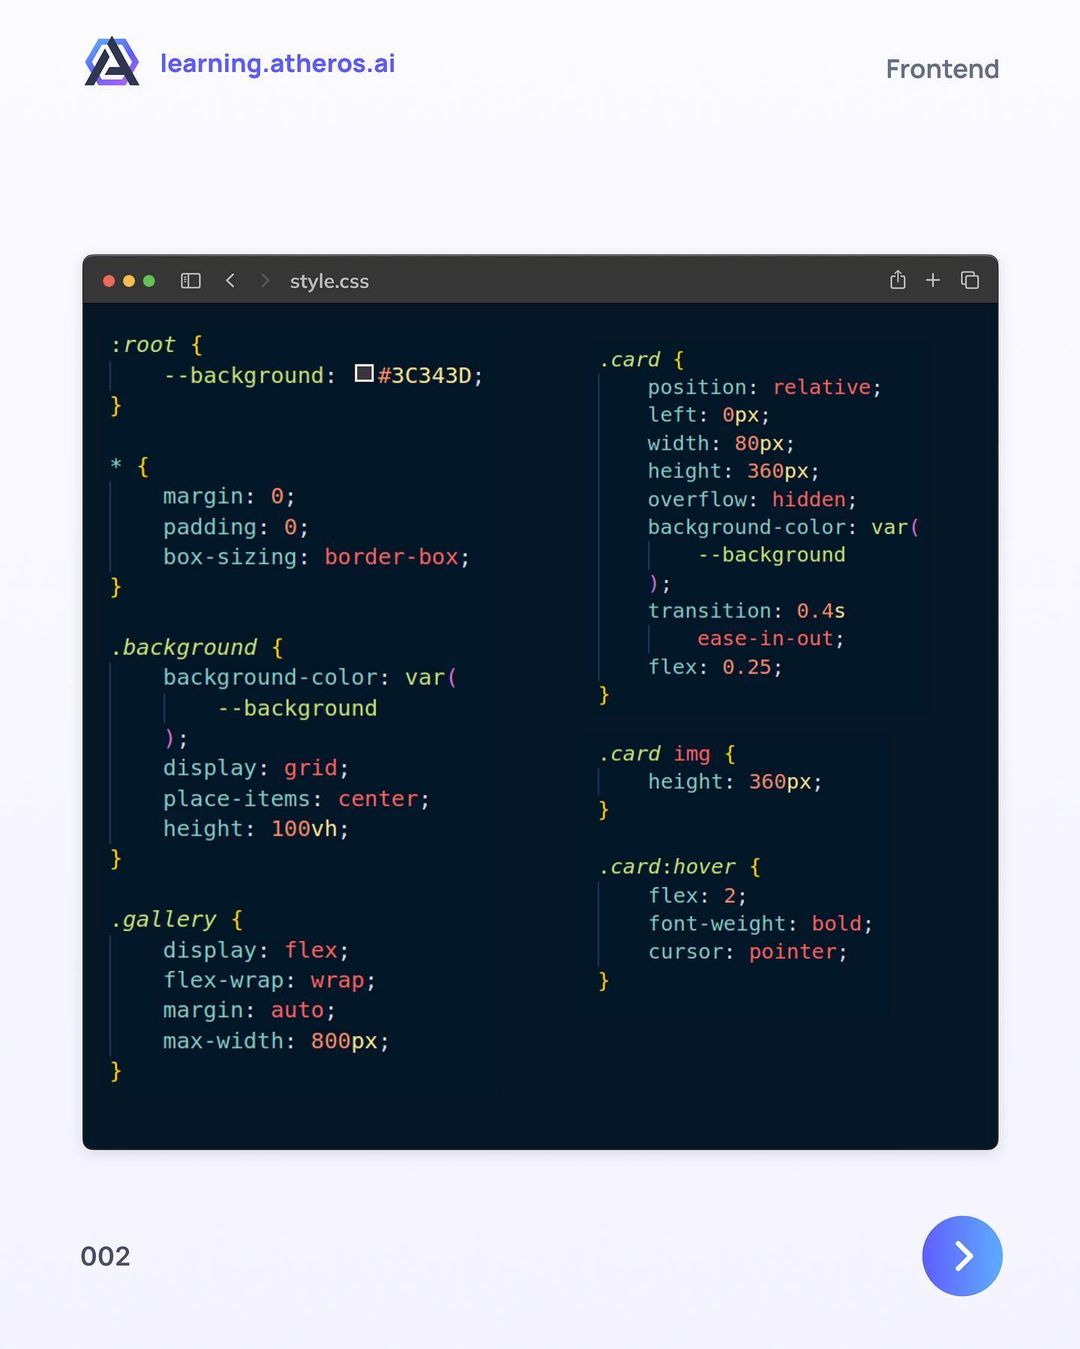 learning.atheros.ai
Frontend
style.css
:root {
--background: #3C343D;
}
* {
margin: 0;
padding: 0;
box-sizing: border-box;
}
.background {
background-color: var(
--background
);
display: grid;
place-items: center;
height: 100vh;
}
.gallery {
display: flex;
flex-wrap: wrap;
margin: auto;
max-width: 800px;
}
.card {
position: relative;
left: 0px;
width: 80px;
height: 360px;
overflow: hidden;
background-color: var(
--background
);
transition: 0.4s
ease-in-out;
flex: 0.25;
}
.card img {
height: 360px;
}
.card:hover {
flex: 2;
font-weight: bold;
cursor: pointer;
}
002